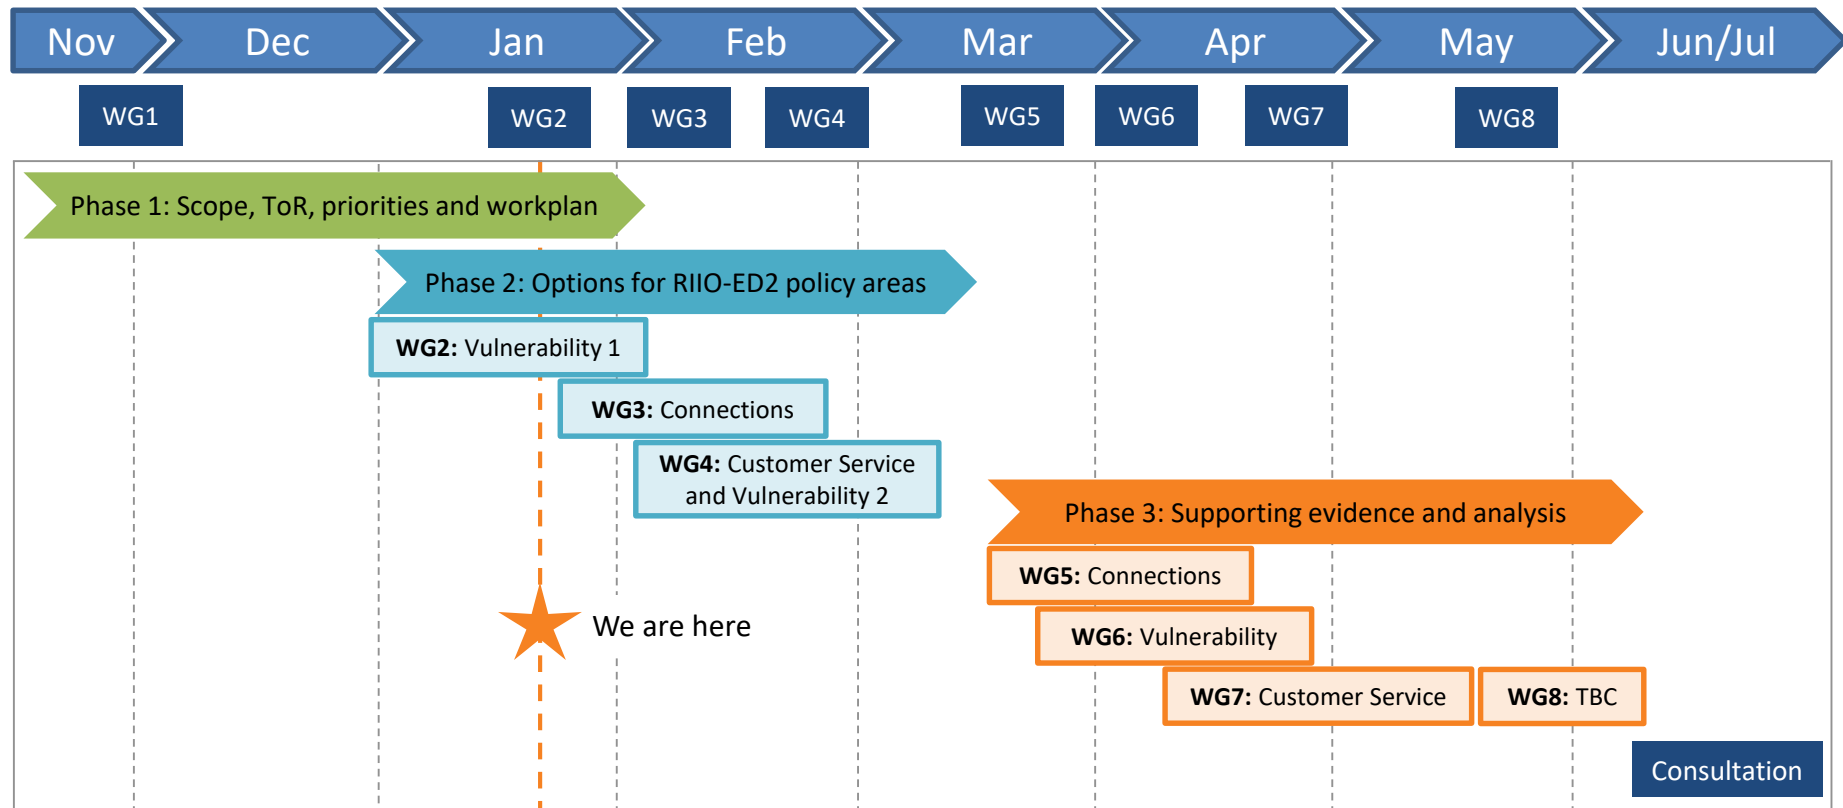 Nov Dec Jan Feb Mar Apr May Jun/Jul
WG1 WG2 WG3 WG4 WG5 WG6 WG7 WG8
Phase 1: Scope, ToR, priorities and workplan
Phase 2: Options for RIIO-ED2 policy areas
WG2: Vulnerability 1
WG3: Connections
WG4: Customer Service
and Vulnerability 2
Phase 3: Supporting evidence and analysis
WG5: Connections
We are here
WG6: Vulnerability
WG7: Customer Service
WG8: TBC
Consultation